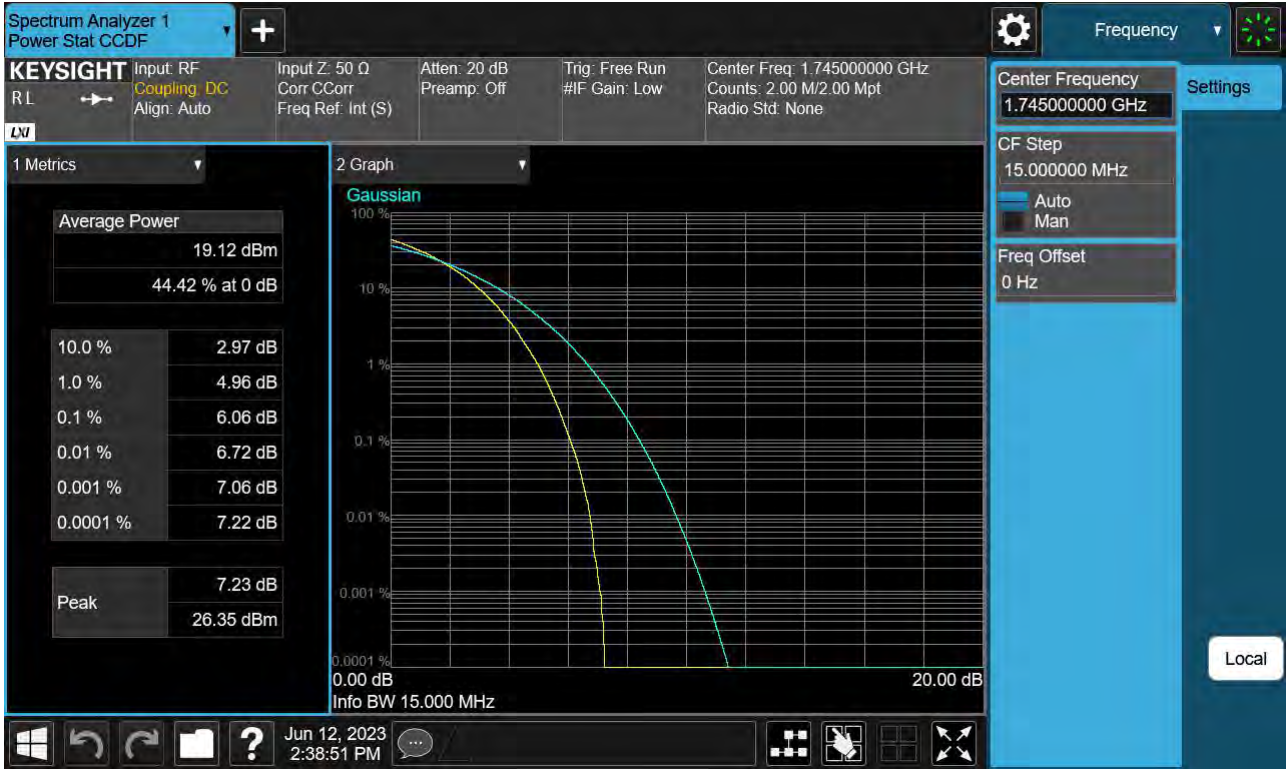 Spectrum Analyzer 1
Power Stat CCDF
+
Frequency
KEYSIGHT
R L
LXI
Input: RF
Coupling: DC
Align: Auto
Input Z: 50 Ω
Corr CCorr
Freq Ref: Int (S)
Atten: 20 dB
Preamp: Off
Trig: Free Run
#IF Gain: Low
Center Freq: 1.745000000 GHz
Counts: 2.00 M/2.00 Mpt
Radio Std: None
Center Frequency
1.745000000 GHz
Settings
CF Step
15.000000 MHz
Auto
Man
Freq Offset
0 Hz
1 Metrics
Average Power
19.12 dBm
44.42 % at 0 dB
10.0 % 2.97 dB
1.0 % 4.96 dB
0.1 % 6.06 dB
0.01 % 6.72 dB
0.001 % 7.06 dB
0.0001 % 7.22 dB
Peak 7.23 dB
26.35 dBm
2 Graph
Gaussian
100 %
10 %
1 %
0.1 %
0.01 %
0.001 %
0.0001 %
0.00 dB 20.00 dB
Info BW 15.000 MHz
Local
?
Jun 12, 2023
2:38:51 PM